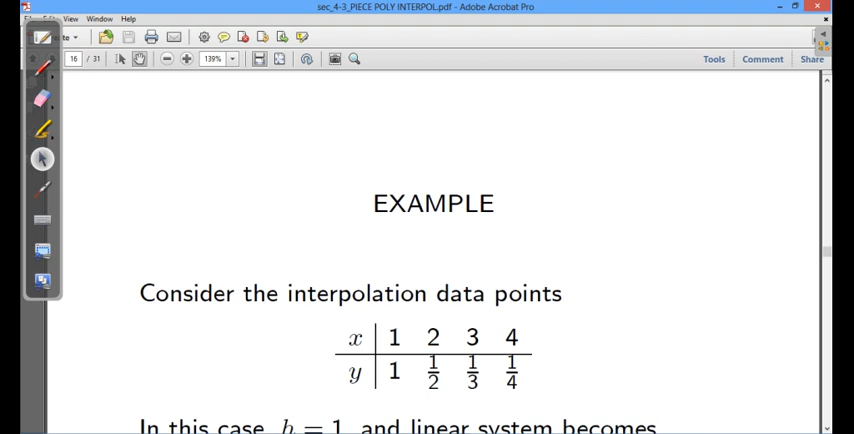 sec_4-3_PIECE POLY INTERPOL.pdf - Adobe Acrobat Pro
View Window Help
16 / 31 139% Tools Comment Share
EXAMPLE
Consider the interpolation data points
x 1 2 3 4
y 1 1/2 1/3 1/4
In this case, h = 1, and linear system becomes